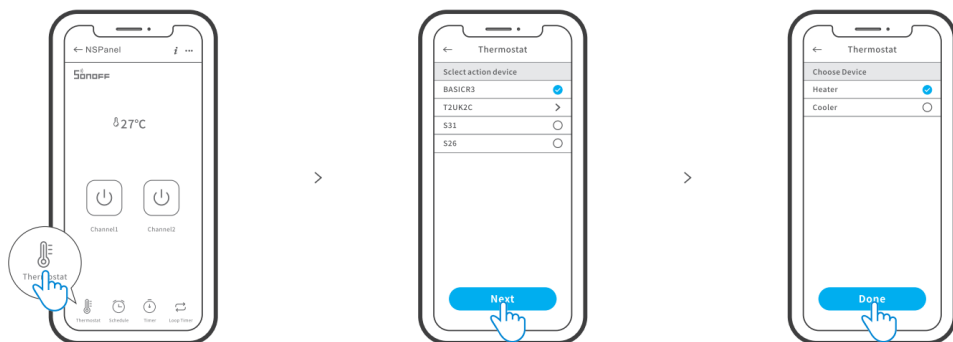 ← NSPanel i ...
SONOFF
27°C
Channel1 Channel2
Thermostat
Thermostat Schedule Timer Loop Timer
>
← Thermostat
Sclect action device
BASICR3
T2UK2C >
S31
S26
Next
>
← Thermostat
Choose Device
Heater
Cooler
Done